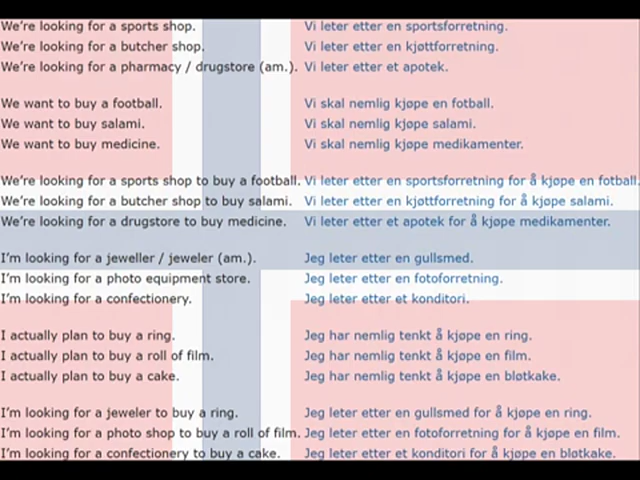 We’re looking for a sports shop. Vi leter etter en sportsforretning.
We’re looking for a butcher shop. Vi leter etter en kjøttforretning.
We’re looking for a pharmacy / drugstore (am.). Vi leter etter et apotek.
We want to buy a football. Vi skal nemlig kjøpe en fotball.
We want to buy salami. Vi skal nemlig kjøpe salami.
We want to buy medicine. Vi skal nemlig kjøpe medikamenter.
We’re looking for a sports shop to buy a football. Vi leter etter en sportsforretning for å kjøpe en fotball.
We’re looking for a butcher shop to buy salami. Vi leter etter en kjøttforretning for å kjøpe salami.
We’re looking for a drugstore to buy medicine. Vi leter etter et apotek for å kjøpe medikamenter.
I’m looking for a jeweller / jeweler (am.). Jeg leter etter en gullsmed.
I’m looking for a photo equipment store. Jeg leter etter en fotoforretning.
I’m looking for a confectionery. Jeg leter etter et konditori.
I actually plan to buy a ring. Jeg har nemlig tenkt å kjøpe en ring.
I actually plan to buy a roll of film. Jeg har nemlig tenkt å kjøpe en film.
I actually plan to buy a cake. Jeg har nemlig tenkt å kjøpe en bløtkake.
I’m looking for a jeweler to buy a ring. Jeg leter etter en gullsmed for å kjøpe en ring.
I’m looking for a photo shop to buy a roll of film. Jeg leter etter en fotoforretning for å kjøpe en film.
I’m looking for a confectionery to buy a cake. Jeg leter etter et konditori for å kjøpe en bløtkake.